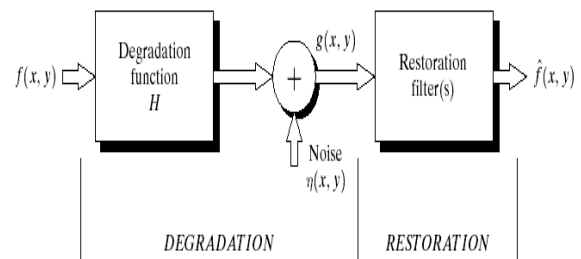 f(x, y)
Degradation
function
H
+
g(x, y)
Noise
η(x, y)
Restoration
filter(s)
f̂(x, y)
DEGRADATION
RESTORATION